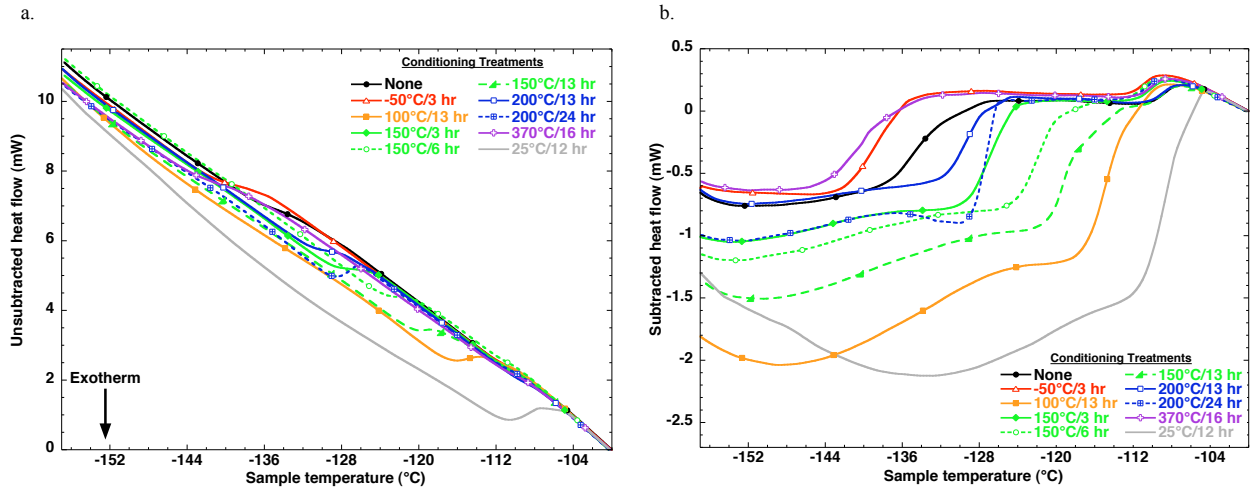 a.
Unsubtracted heat flow (mW)
10
8
6
4
2
0
Conditioning Treatments
None
-50°C/3 hr
100°C/13 hr
150°C/3 hr
150°C/6 hr
150°C/13 hr
200°C/13 hr
200°C/24 hr
370°C/16 hr
25°C/12 hr
Exotherm
-152 -144 -136 -128 -120 -112 -104
Sample temperature (°C)
b.
Subtracted heat flow (mW)
0.5
0
-0.5
-1
-1.5
-2
-2.5
Conditioning Treatments
None
-50°C/3 hr
100°C/13 hr
150°C/3 hr
150°C/6 hr
150°C/13 hr
200°C/13 hr
200°C/24 hr
370°C/16 hr
25°C/12 hr
-152 -144 -136 -128 -120 -112 -104
Sample temperature (°C)